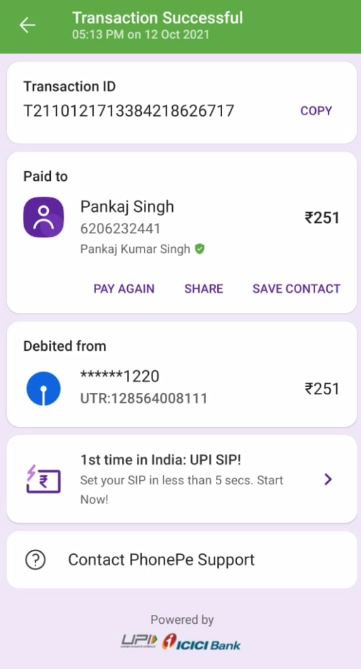 Transaction Successful
05:13 PM on 12 Oct 2021
Transaction ID
T2110121713384218626717 COPY
Paid to
Pankaj Singh ₹251
6206232441
Pankaj Kumar Singh
PAY AGAIN SHARE SAVE CONTACT
Debited from
******1220 ₹251
UTR:128564008111
1st time in India: UPI SIP!
Set your SIP in less than 5 secs. Start
Now!
Contact PhonePe Support
Powered by
UPI ICICI Bank